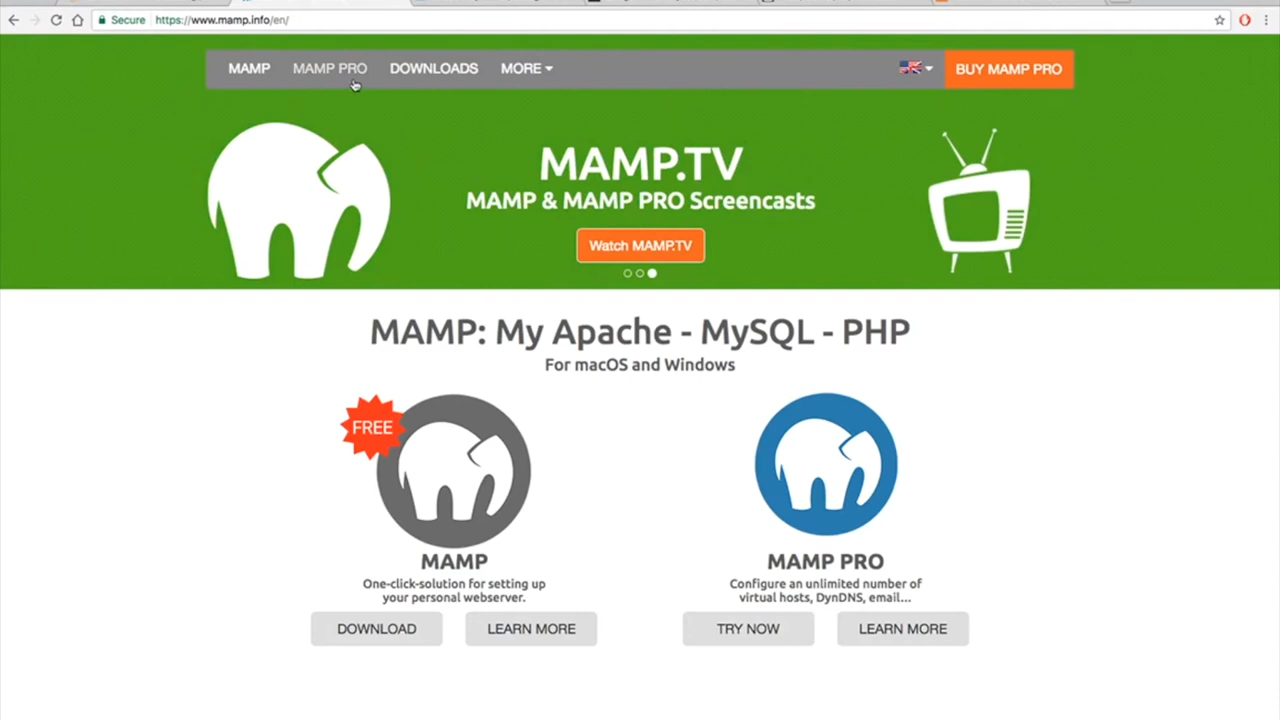 Secure https://www.mamp.info/en/
MAMP MAMP PRO DOWNLOADS MORE BUY MAMP PRO
MAMP.TV
MAMP & MAMP PRO Screencasts
Watch MAMP.TV
MAMP: My Apache - MySQL - PHP
For macOS and Windows
FREE
MAMP
One-click-solution for setting up
your personal webserver.
DOWNLOAD LEARN MORE
MAMP PRO
Configure an unlimited number of
virtual hosts, DynDNS, email...
TRY NOW LEARN MORE